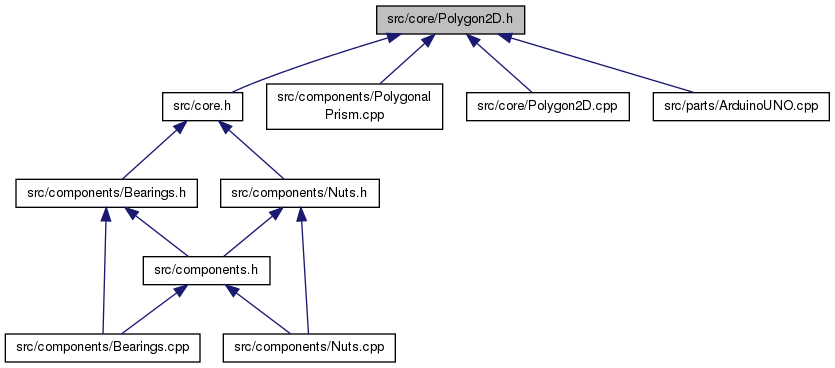 src/core/Polygon2D.h
src/core.h
src/components/Polygonal
Prism.cpp
src/core/Polygon2D.cpp
src/parts/ArduinoUNO.cpp
src/components/Bearings.h
src/components/Nuts.h
src/components.h
src/components/Bearings.cpp
src/components/Nuts.cpp